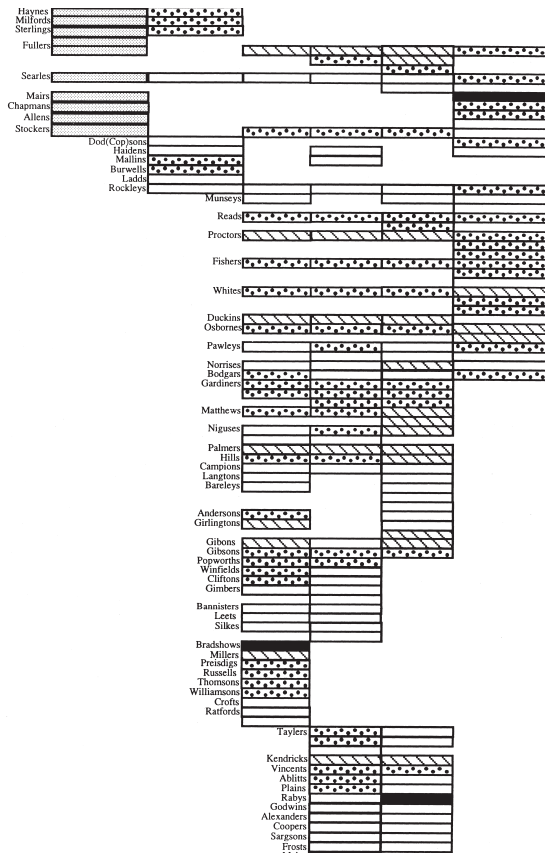 Haynes
Milfords
Sterlings
Fullers
Searles
Mairs
Chapmans
Allens
Stockers
Dod(Cop)sons
Haidens
Mallins
Burwells
Ladds
Rockleys
Munseys
Reads
Proctors
Fishers
Whites
Duckins
Osbornes
Pawleys
Norrises
Bodgars
Gardiners
Matthews
Niguses
Palmers
Hills
Campions
Langtons
Bareleys
Andersons
Girlingtons
Gibons
Gibsons
Popworths
Winfields
Cliftons
Gimbers
Bannisters
Leets
Silkes
Bradshows
Millers
Preisdigs
Russells
Thomsons
Williamsons
Crofts
Ratfords
Taylers
Kendricks
Vincents
Ablitts
Plains
Rabys
Godwins
Alexanders
Coopers
Sargsons
Frosts